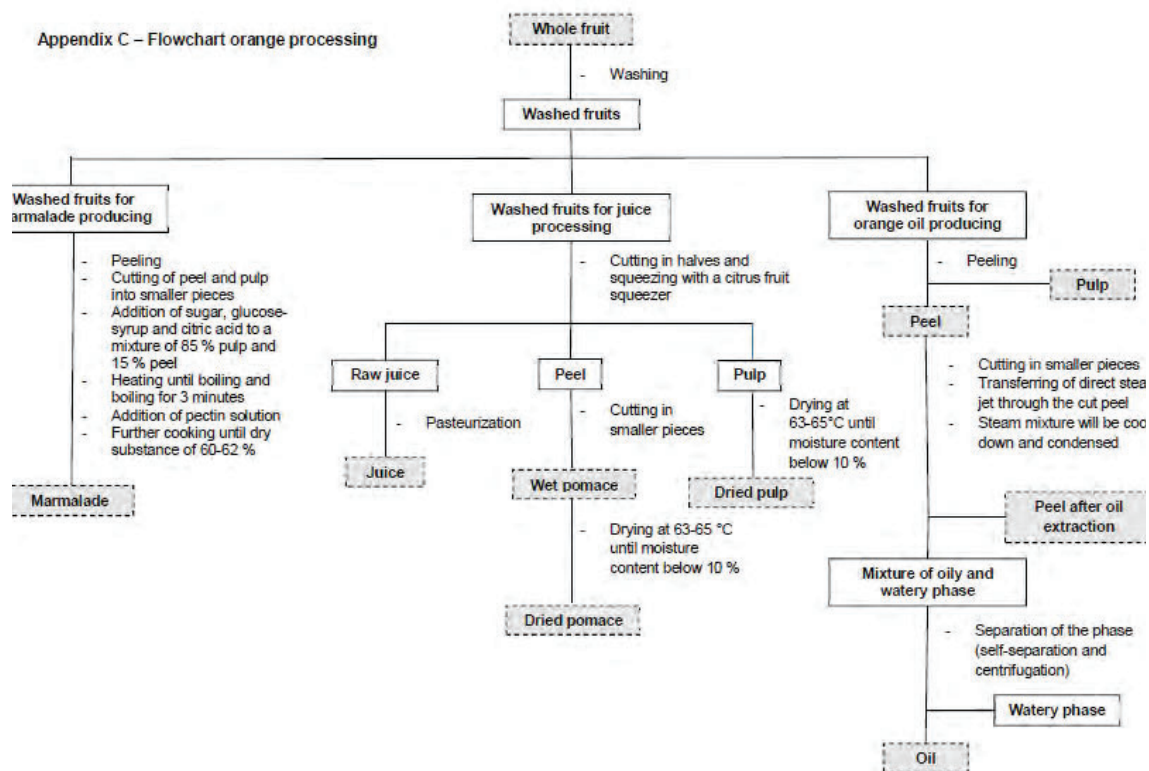 Appendix C – Flowchart orange processing
Whole fruit
- Washing
Washed fruits
Washed fruits for
armalade producing
- Peeling
- Cutting of peel and pulp
into smaller pieces
- Addition of sugar, glucose-
syrup and citric acid to a
mixture of 85 % pulp and
15 % peel
- Heating until boiling and
boiling for 3 minutes
- Addition of pectin solution
- Further cooking until dry
substance of 60-62 %
Marmalade
Washed fruits for juice
processing
- Cutting in halves and
squeezing with a citrus fruit
squeezer
Raw juice
- Pasteurization
Juice
Peel
- Cutting in
smaller pieces
Wet pomace
- Drying at 63-65 °C
until moisture
content below 10 %
Dried pomace
Pulp
- Drying at
63-65°C until
moisture content
below 10 %
Dried pulp
Washed fruits for
orange oil producing
- Peeling
Pulp
Peel
- Cutting in smaller pieces
- Transferring of direct stea
jet through the cut peel
- Steam mixture will be coo
down and condensed
Peel after oil
extraction
Mixture of oily and
watery phase
- Separation of the phase
(self-separation and
centrifugation)
Watery phase
Oil